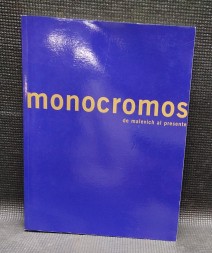 monocromos
de malevich al presente